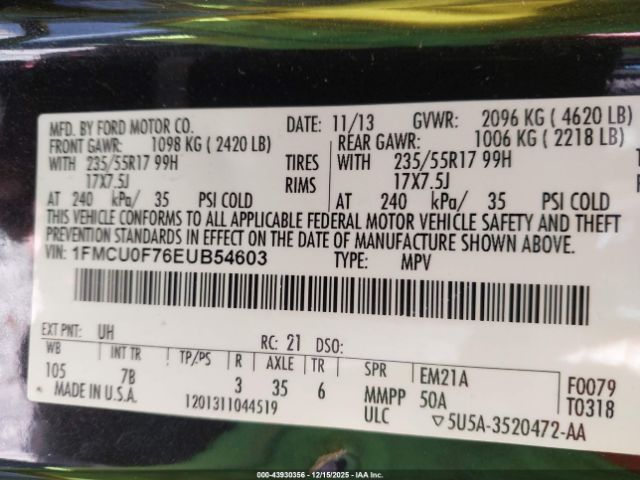 MFD. BY FORD MOTOR CO. DATE: 11/13 GVWR: 2096 KG ( 4620 LB)
FRONT GAWR: 1098 KG ( 2420 LB) REAR GAWR: 1006 KG ( 2218 LB)
WITH 235/55R17 99H TIRES WITH 235/55R17 99H
17X7.5J RIMS 17X7.5J
AT 240 kPa/ 35 PSI COLD AT 240 kPa/ 35 PSI COLD
THIS VEHICLE CONFORMS TO ALL APPLICABLE FEDERAL MOTOR VEHICLE SAFETY AND THEFT
PREVENTION STANDARDS IN EFFECT ON THE DATE OF MANUFACTURE SHOWN ABOVE.
VIN: 1FMCU0F76EUB54603 TYPE: MPV
EXT PNT: UH RC: 21 DSO:
WB INT TR TP/PS R AXLE TR SPR EM21A F0079
105 7B 3 35 6 MMPP 50A T0318
MADE IN U.S.A. 1201311044519 ULC ▽5U5A-3520472-AA
000-43930356 - 12/15/2025 - IAA Inc.